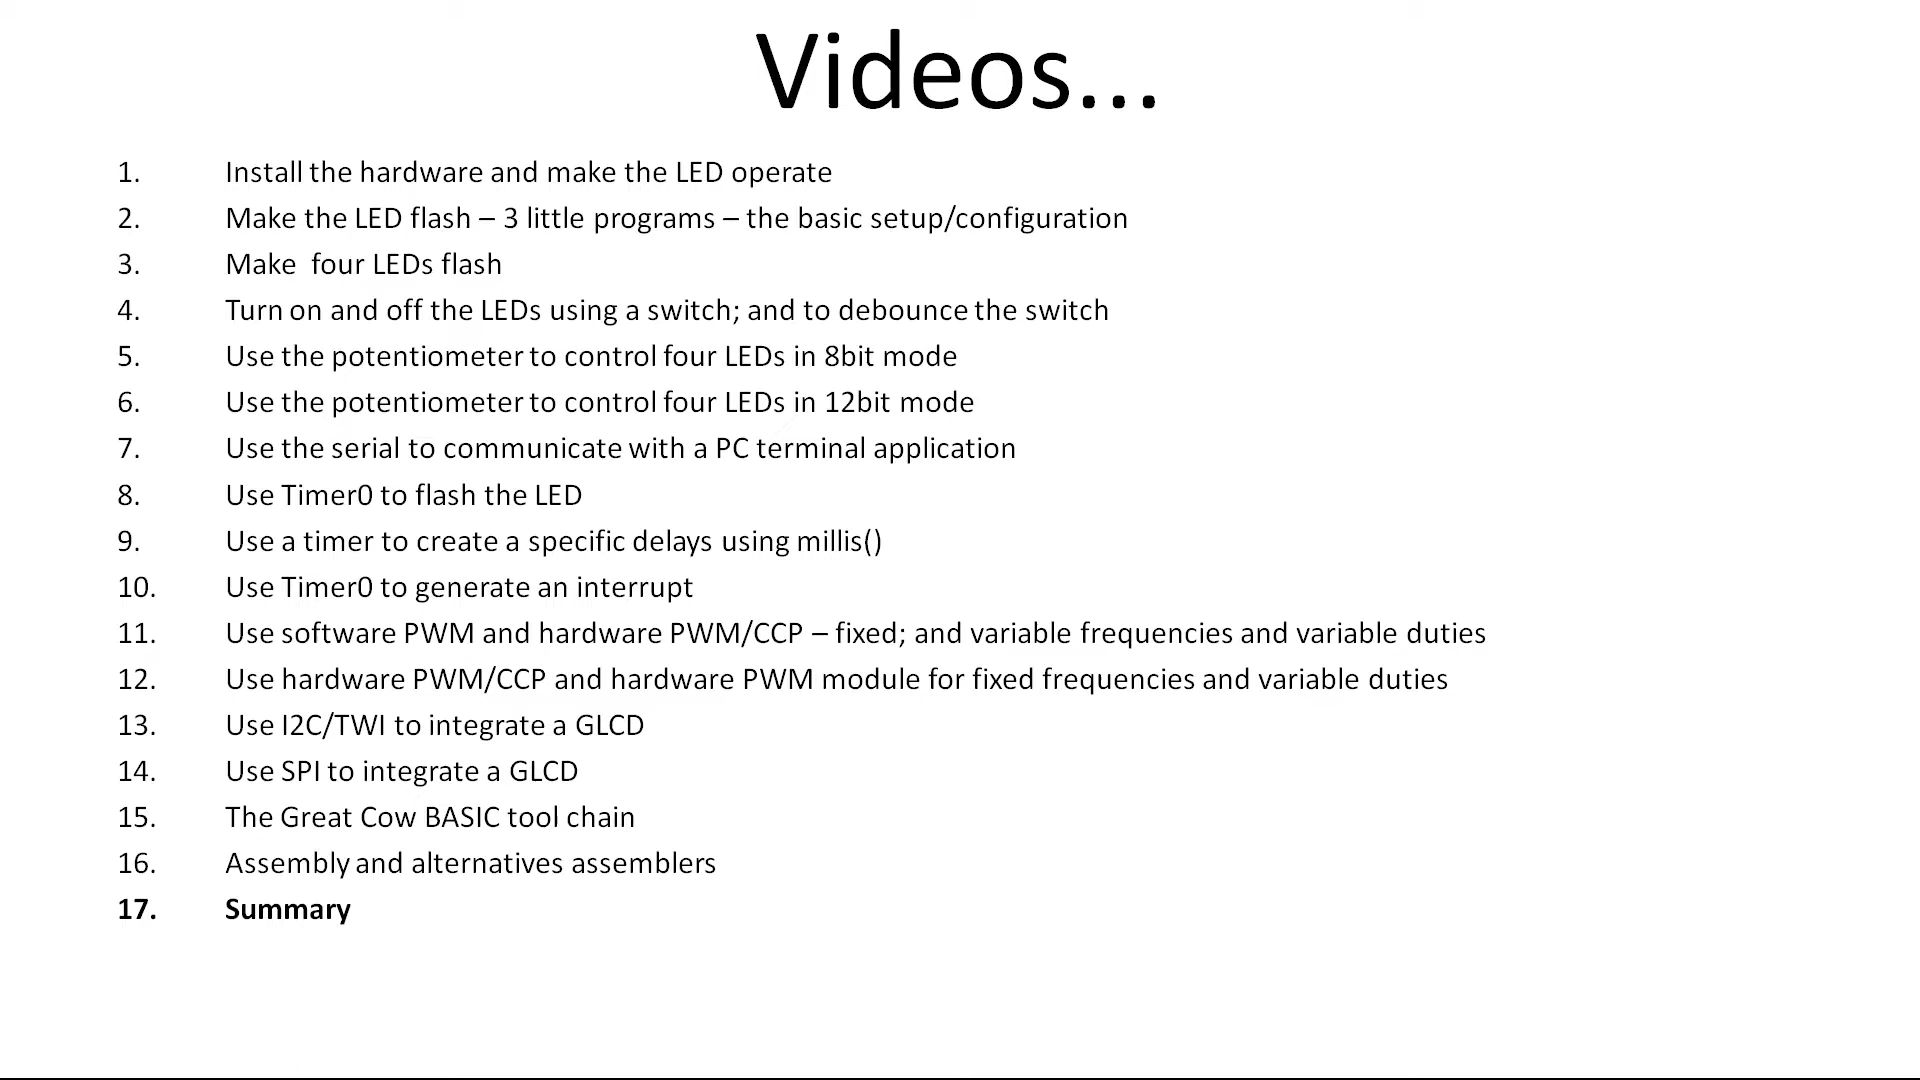 Videos...
1. Install the hardware and make the LED operate
2. Make the LED flash – 3 little programs – the basic setup/configuration
3. Make  four LEDs flash
4. Turn on and off the LEDs using a switch; and to debounce the switch
5. Use the potentiometer to control four LEDs in 8bit mode
6. Use the potentiometer to control four LEDs in 12bit mode
7. Use the serial to communicate with a PC terminal application
8. Use Timer0 to flash the LED
9. Use a timer to create a specific delays using millis()
10. Use Timer0 to generate an interrupt
11. Use software PWM and hardware PWM/CCP – fixed; and variable frequencies and variable duties
12. Use hardware PWM/CCP and hardware PWM module for fixed frequencies and variable duties
13. Use I2C/TWI to integrate a GLCD
14. Use SPI to integrate a GLCD
15. The Great Cow BASIC tool chain
16. Assembly and alternatives assemblers
17. Summary